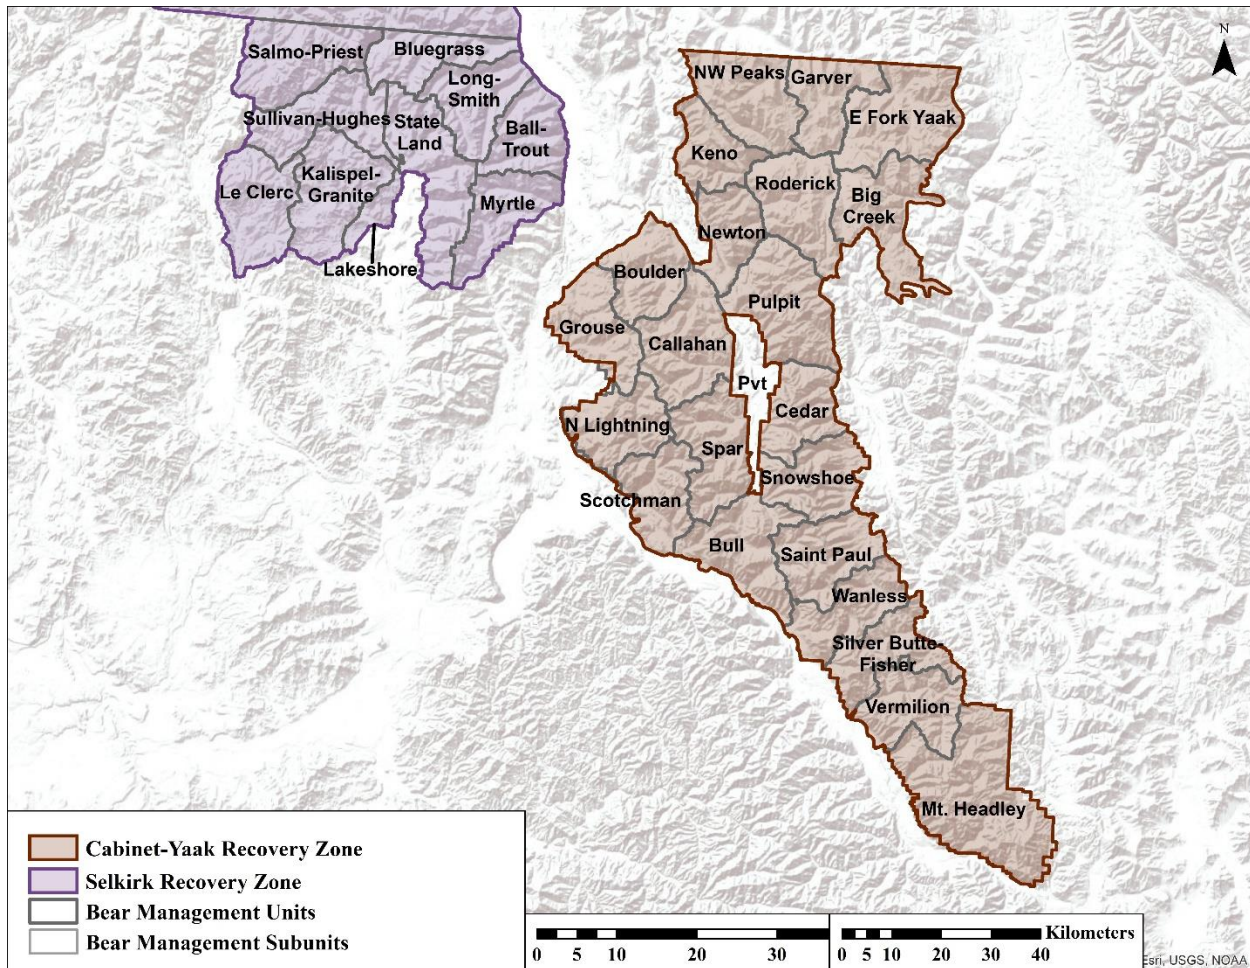 N
Salmo-Priest
Bluegrass
Long-
Smith
Sullivan-Hughes
State
Land
Ball-
Trout
Le Clerc
Kalispel-
Granite
Myrtle
Lakeshore
NW Peaks
Garver
E Fork Yaak
Keno
Roderick
Big
Creek
Newton
Boulder
Pulpit
Grouse
Callahan
Pvt
Cedar
N Lightning
Spar
Snowshoe
Scotchman
Bull
Saint Paul
Wanless
Silver Butte-
Fisher
Vermilion
Mt. Headley
Cabinet-Yaak Recovery Zone
Selkirk Recovery Zone
Bear Management Units
Bear Management Subunits
0 5 10 20 30
0 5 10 20 30 40 Kilometers
Esri, USGS, NOAA